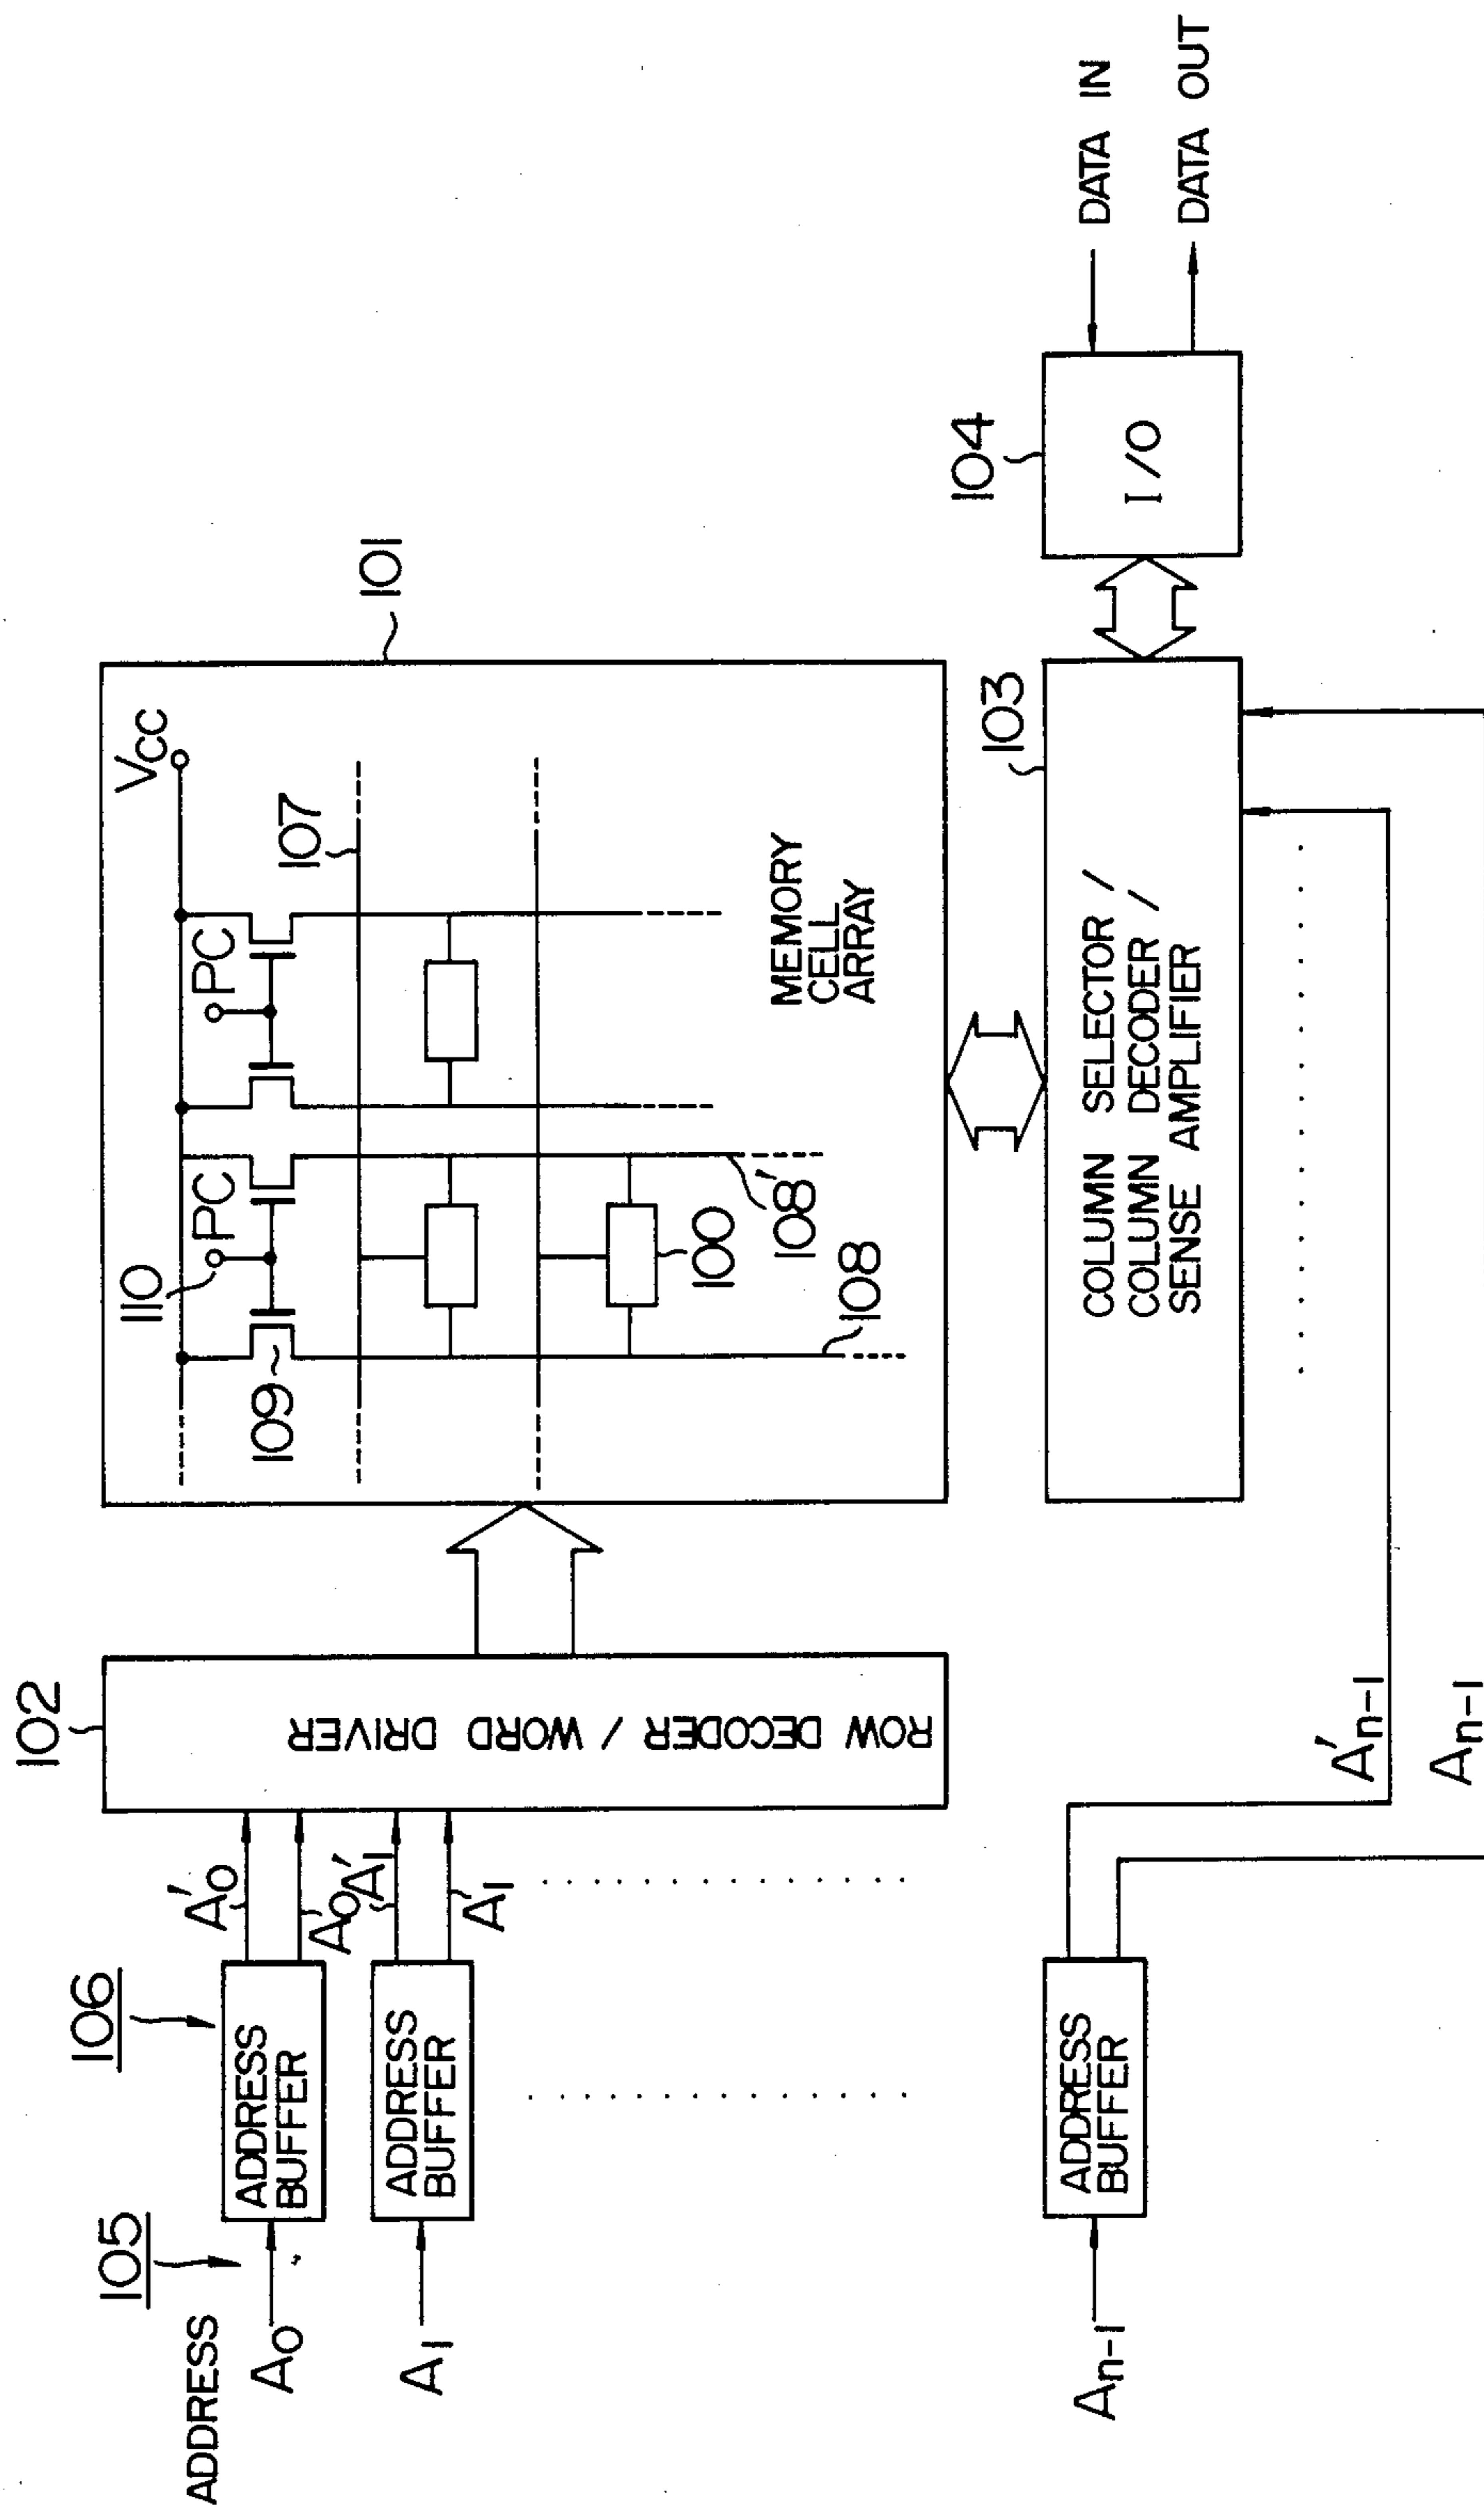 ADDRESS
105
106
102
A0
ADDRESS
BUFFER
A'0
A0
A1
ADDRESS
BUFFER
A'1
A1
ROW DECODER / WORD DRIVER
101
Vcc
110
PC
PC
109
107
100
108'
108
MEMORY
CELL
ARRAY
103
COLUMN SELECTOR /
COLUMN DECODER /
SENSE AMPLIFIER
104
I/O
DATA IN
DATA OUT
An-1
ADDRESS
BUFFER
A'n-1
An-1